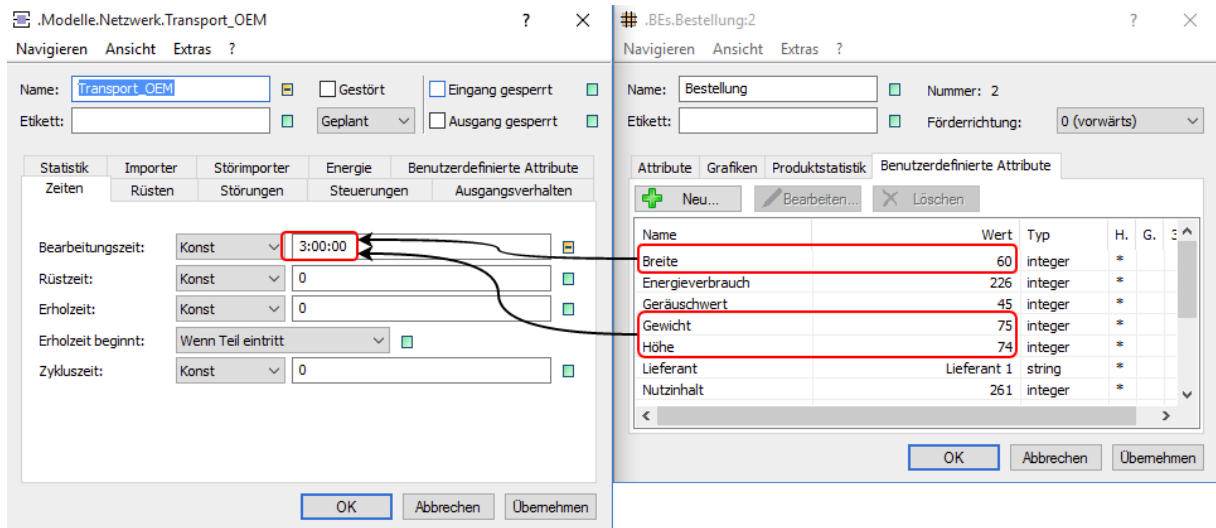 .Modelle.Netzwerk.Transport_OEM ?
Navigieren Ansicht Extras ?
Name: Transport_OEM Gestört Eingang gesperrt
Etikett: Geplant Ausgang gesperrt
Statistik Importer Störimporter Energie Benutzerdefinierte Attribute
Zeiten Rüsten Störungen Steuerungen Ausgangsverhalten
Bearbeitungszeit: Konst 3:00:00
Rüstzeit: Konst 0
Erholzeit: Konst 0
Erholzeit beginnt: Wenn Teil eintritt
Zykluszeit: Konst 0
OK Abbrechen Übernehmen
.BEs.Bestellung:2 ?
Navigieren Ansicht Extras ?
Name: Bestellung Nummer: 2
Etikett: Förderrichtung: 0 (vorwärts)
Attribute Grafiken Produktstatistik Benutzerdefinierte Attribute
Neu... Bearbeiten... Löschen
Name Wert Typ H. G.
Breite 60 integer *
Energieverbrauch 226 integer *
Geräuschwert 45 integer *
Gewicht 75 integer *
Höhe 74 integer *
Lieferant Lieferant 1 string *
Nutzinhalt 261 integer *
OK Abbrechen Übernehmen